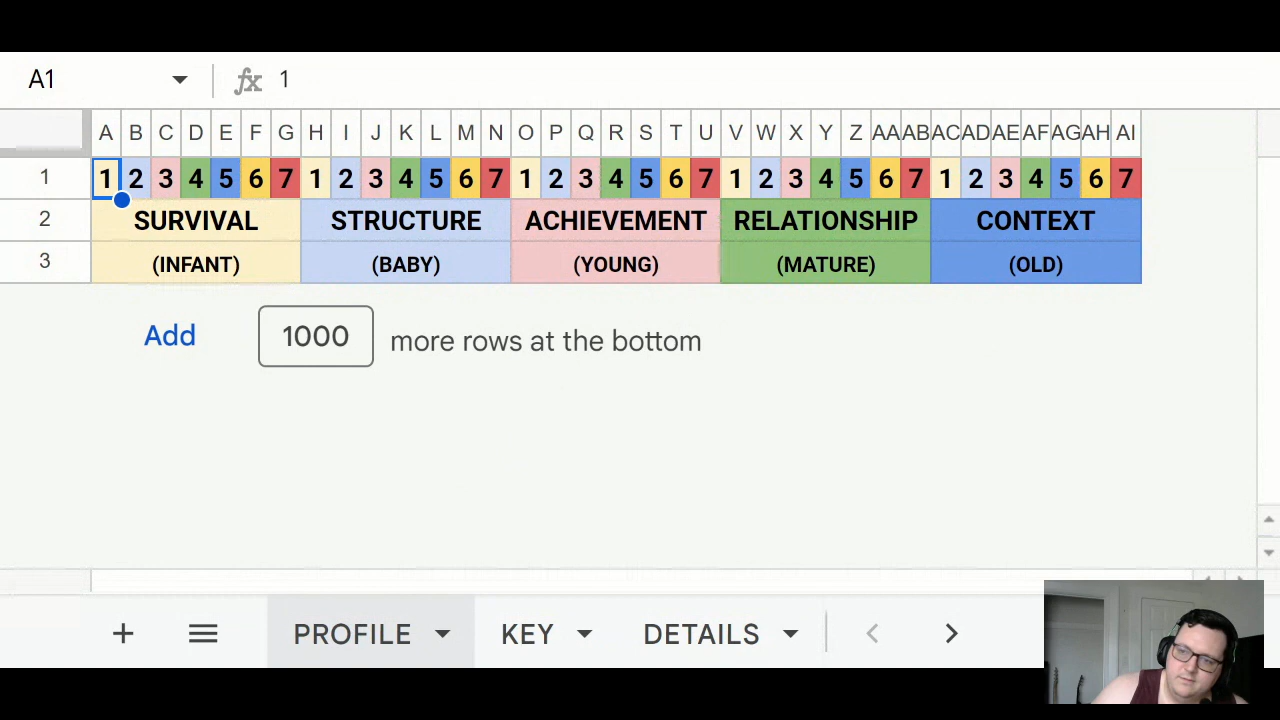 A1 fx 1
A B C D E F G H I J K L M N O P Q R S T U V W X Y Z AA AB AC AD AE AF AG AH AI
1 1 2 3 4 5 6 7 1 2 3 4 5 6 7 1 2 3 4 5 6 7 1 2 3 4 5 6 7 1 2 3 4 5 6 7
2 SURVIVAL STRUCTURE ACHIEVEMENT RELATIONSHIP CONTEXT
3 (INFANT) (BABY) (YOUNG) (MATURE) (OLD)
Add 1000 more rows at the bottom
PROFILE KEY DETAILS